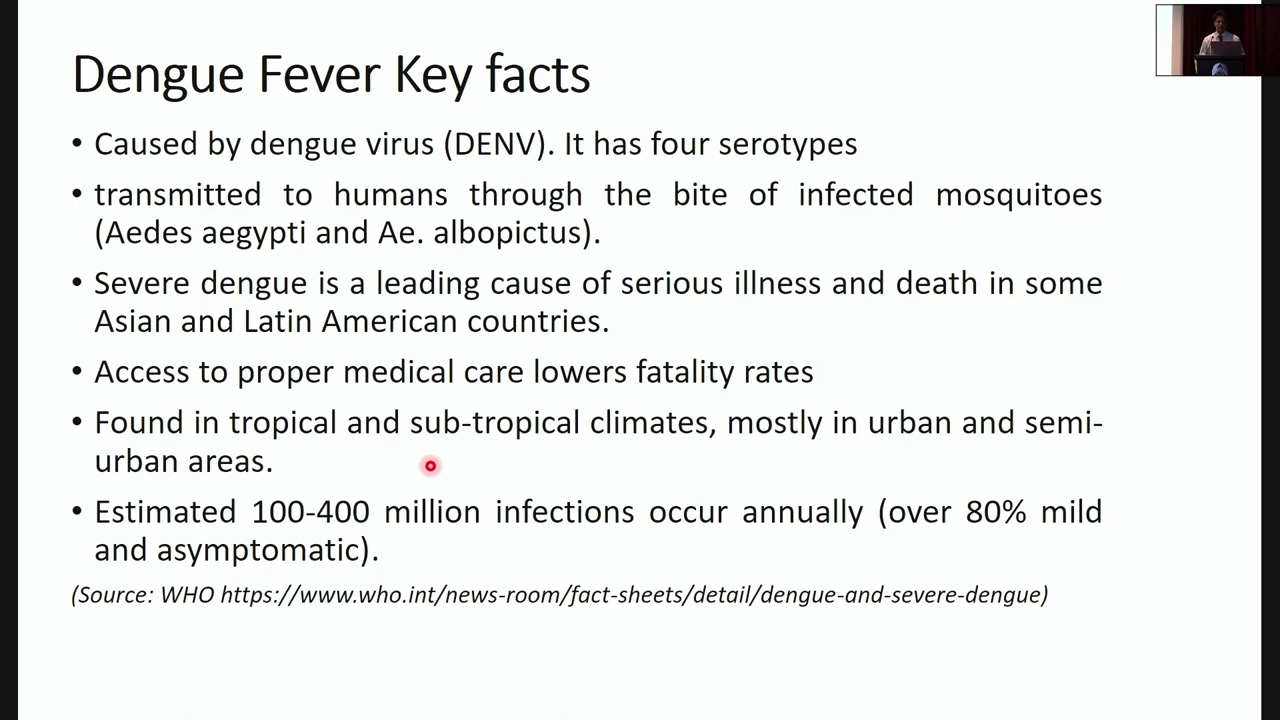 Dengue Fever Key facts
• Caused by dengue virus (DENV). It has four serotypes
• transmitted to humans through the bite of infected mosquitoes
(Aedes aegypti and Ae. albopictus).
• Severe dengue is a leading cause of serious illness and death in some
Asian and Latin American countries.
• Access to proper medical care lowers fatality rates
• Found in tropical and sub-tropical climates, mostly in urban and semi-
urban areas.
• Estimated 100-400 million infections occur annually (over 80% mild
and asymptomatic).
(Source: WHO https://www.who.int/news-room/fact-sheets/detail/dengue-and-severe-dengue)